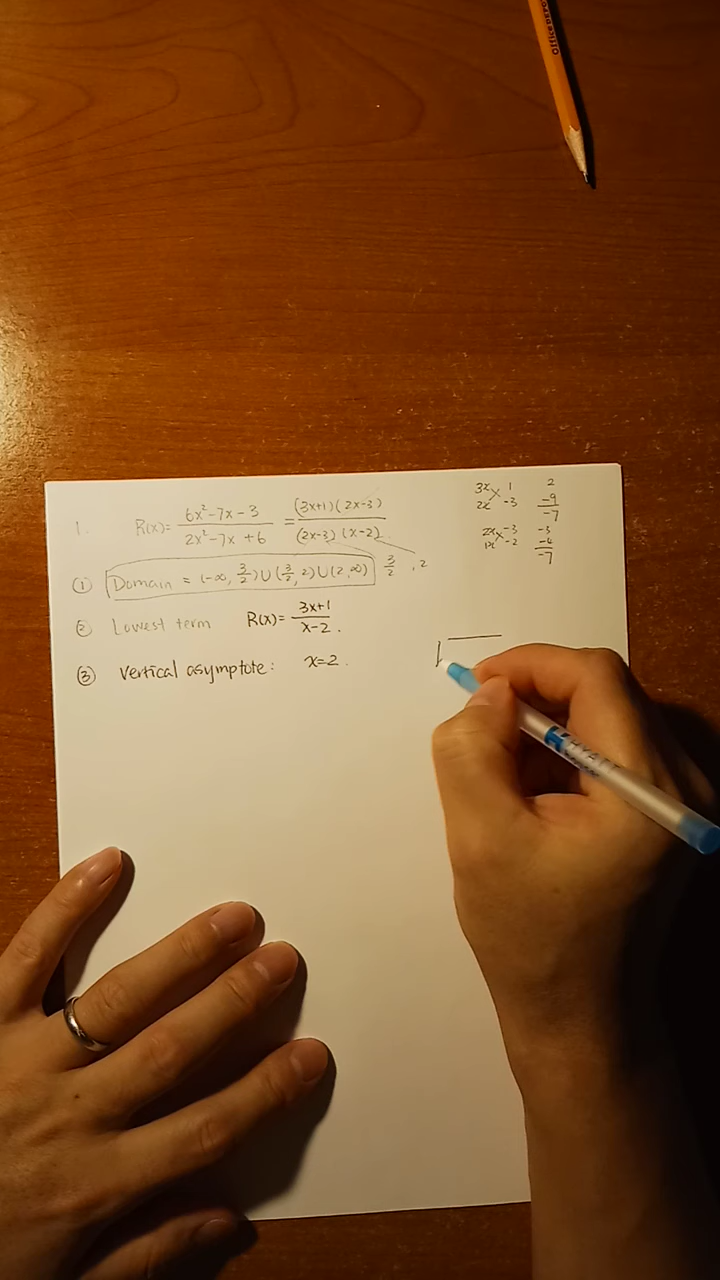 1. R(x)= 6x²-7x-3 / 2x²-7x+6 = (3x+1)(2x-3) / (2x-3)(x-2)
3x 1 2
2x -3 -9
-7
2x -3 -3
1x -2 -4
-7
① Domain = (-∞, 3/2)∪(3/2, 2)∪(2,∞) 3/2 , 2
② Lowest term R(x)= 3x+1 / x-2 .
③ Vertical asymptote: x=2 .